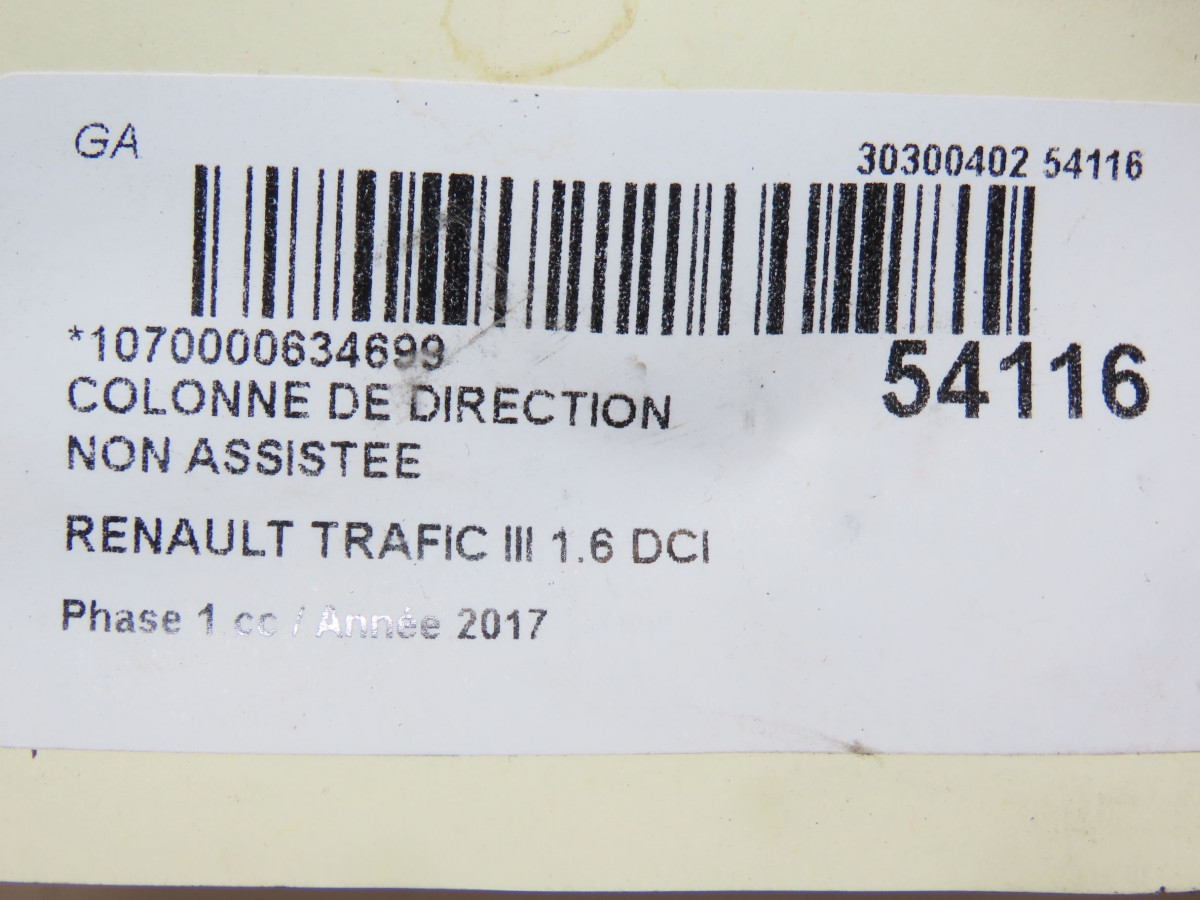 GA
30300402 54116
*1070000634699
54116
COLONNE DE DIRECTION
NON ASSISTEE
RENAULT TRAFIC III 1.6 DCI
Phase 1 cc / Année 2017